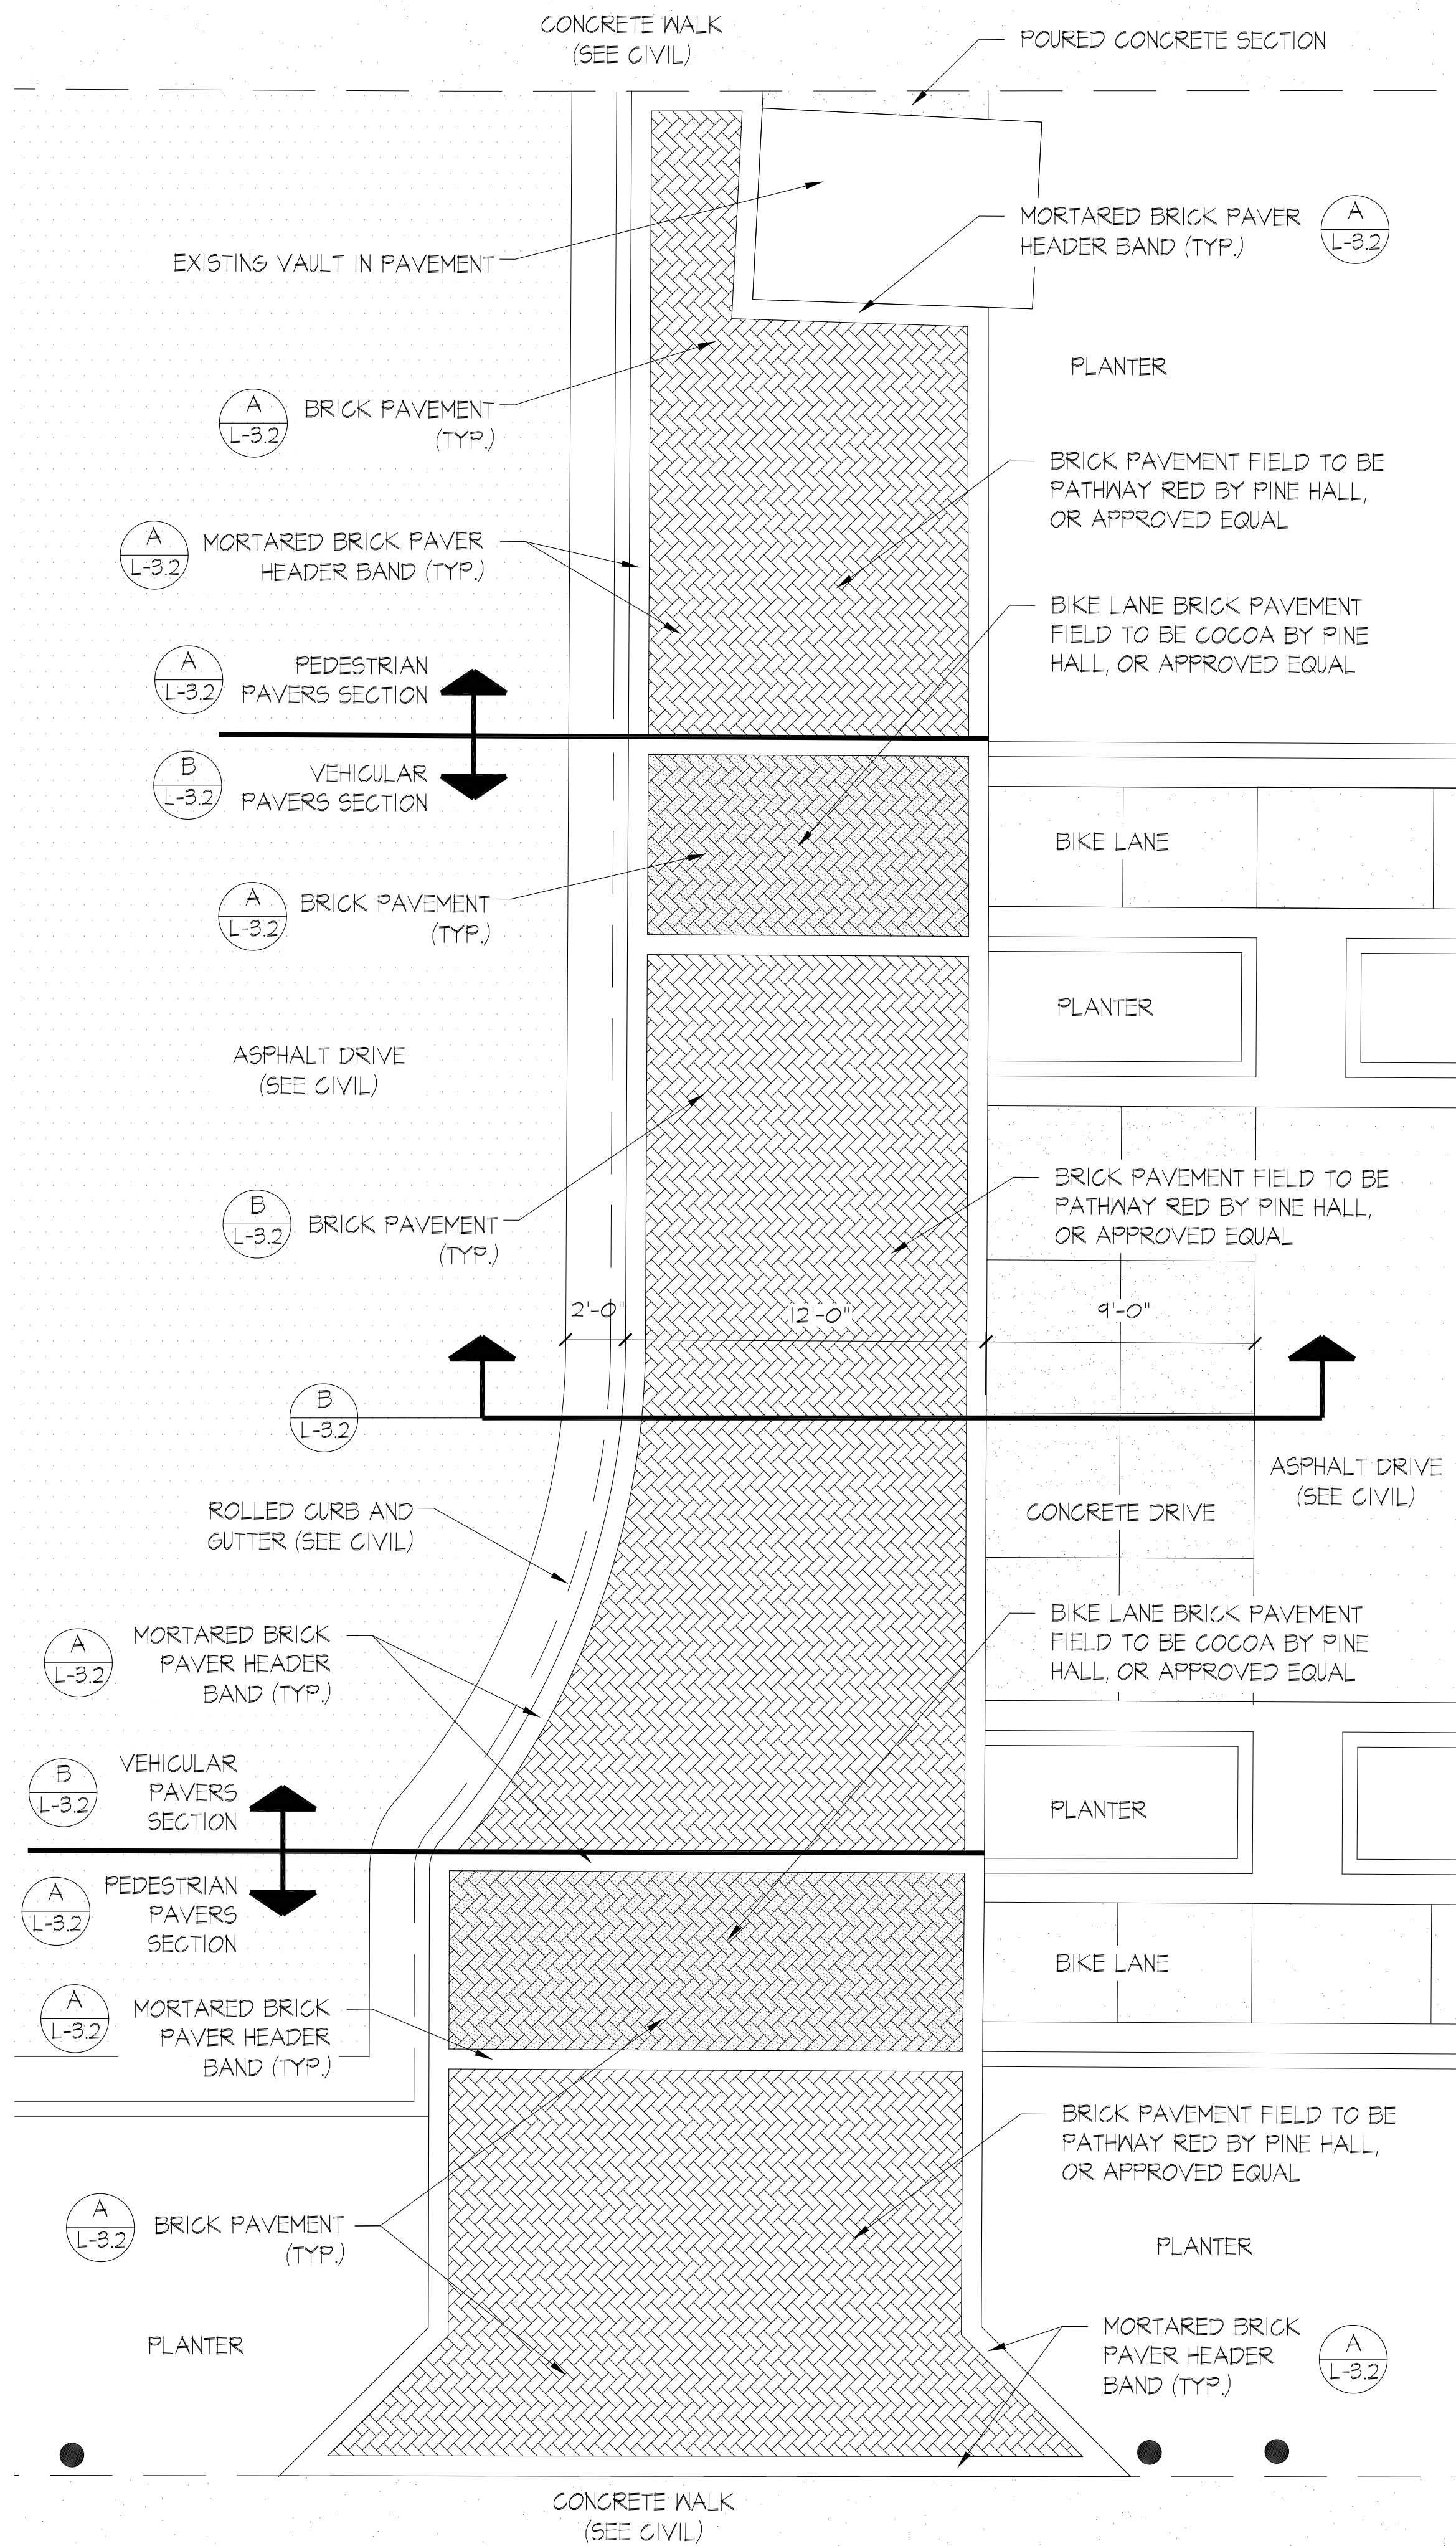 CONCRETE WALK
(SEE CIVIL)
POURED CONCRETE SECTION
MORTARED BRICK PAVER
HEADER BAND (TYP.)
A
L-3.2
EXISTING VAULT IN PAVEMENT
PLANTER
A
L-3.2
BRICK PAVEMENT
(TYP.)
BRICK PAVEMENT FIELD TO BE
PATHWAY RED BY PINE HALL,
OR APPROVED EQUAL
A
L-3.2
MORTARED BRICK PAVER
HEADER BAND (TYP.)
BIKE LANE BRICK PAVEMENT
FIELD TO BE COCOA BY PINE
HALL, OR APPROVED EQUAL
A
L-3.2
PEDESTRIAN
PAVERS SECTION
B
L-3.2
VEHICULAR
PAVERS SECTION
BIKE LANE
A
L-3.2
BRICK PAVEMENT
(TYP.)
PLANTER
ASPHALT DRIVE
(SEE CIVIL)
BRICK PAVEMENT FIELD TO BE
PATHWAY RED BY PINE HALL,
OR APPROVED EQUAL
B
L-3.2
BRICK PAVEMENT
(TYP.)
2'-0"
12'-0"
9'-0"
B
L-3.2
ASPHALT DRIVE
(SEE CIVIL)
ROLLED CURB AND
GUTTER (SEE CIVIL)
CONCRETE DRIVE
BIKE LANE BRICK PAVEMENT
FIELD TO BE COCOA BY PINE
HALL, OR APPROVED EQUAL
A
L-3.2
MORTARED BRICK
PAVER HEADER
BAND (TYP.)
B
L-3.2
VEHICULAR
PAVERS
SECTION
PLANTER
A
L-3.2
PEDESTRIAN
PAVERS
SECTION
BIKE LANE
A
L-3.2
MORTARED BRICK
PAVER HEADER
BAND (TYP.)
BRICK PAVEMENT FIELD TO BE
PATHWAY RED BY PINE HALL,
OR APPROVED EQUAL
A
L-3.2
BRICK PAVEMENT
(TYP.)
PLANTER
PLANTER
MORTARED BRICK
PAVER HEADER
BAND (TYP.)
A
L-3.2
CONCRETE WALK
(SEE CIVIL)